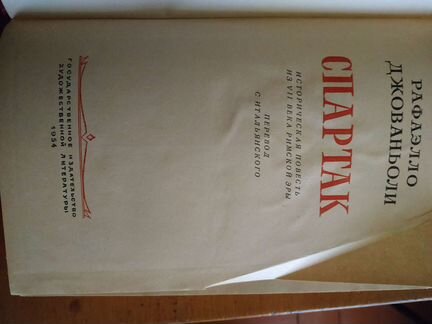 РАФАЭЛЛО
ДЖОВАНЬОЛИ
СПАРТАК
ИСТОРИЧЕСКАЯ ПОВЕСТЬ
ИЗ VII ВЕКА РИМСКОЙ ЭРЫ
ПЕРЕВОД
С ИТАЛЬЯНСКОГО
ГОСУДАРСТВЕННОЕ ИЗДАТЕЛЬСТВО
ХУДОЖЕСТВЕННОЙ ЛИТЕРАТУРЫ
1954